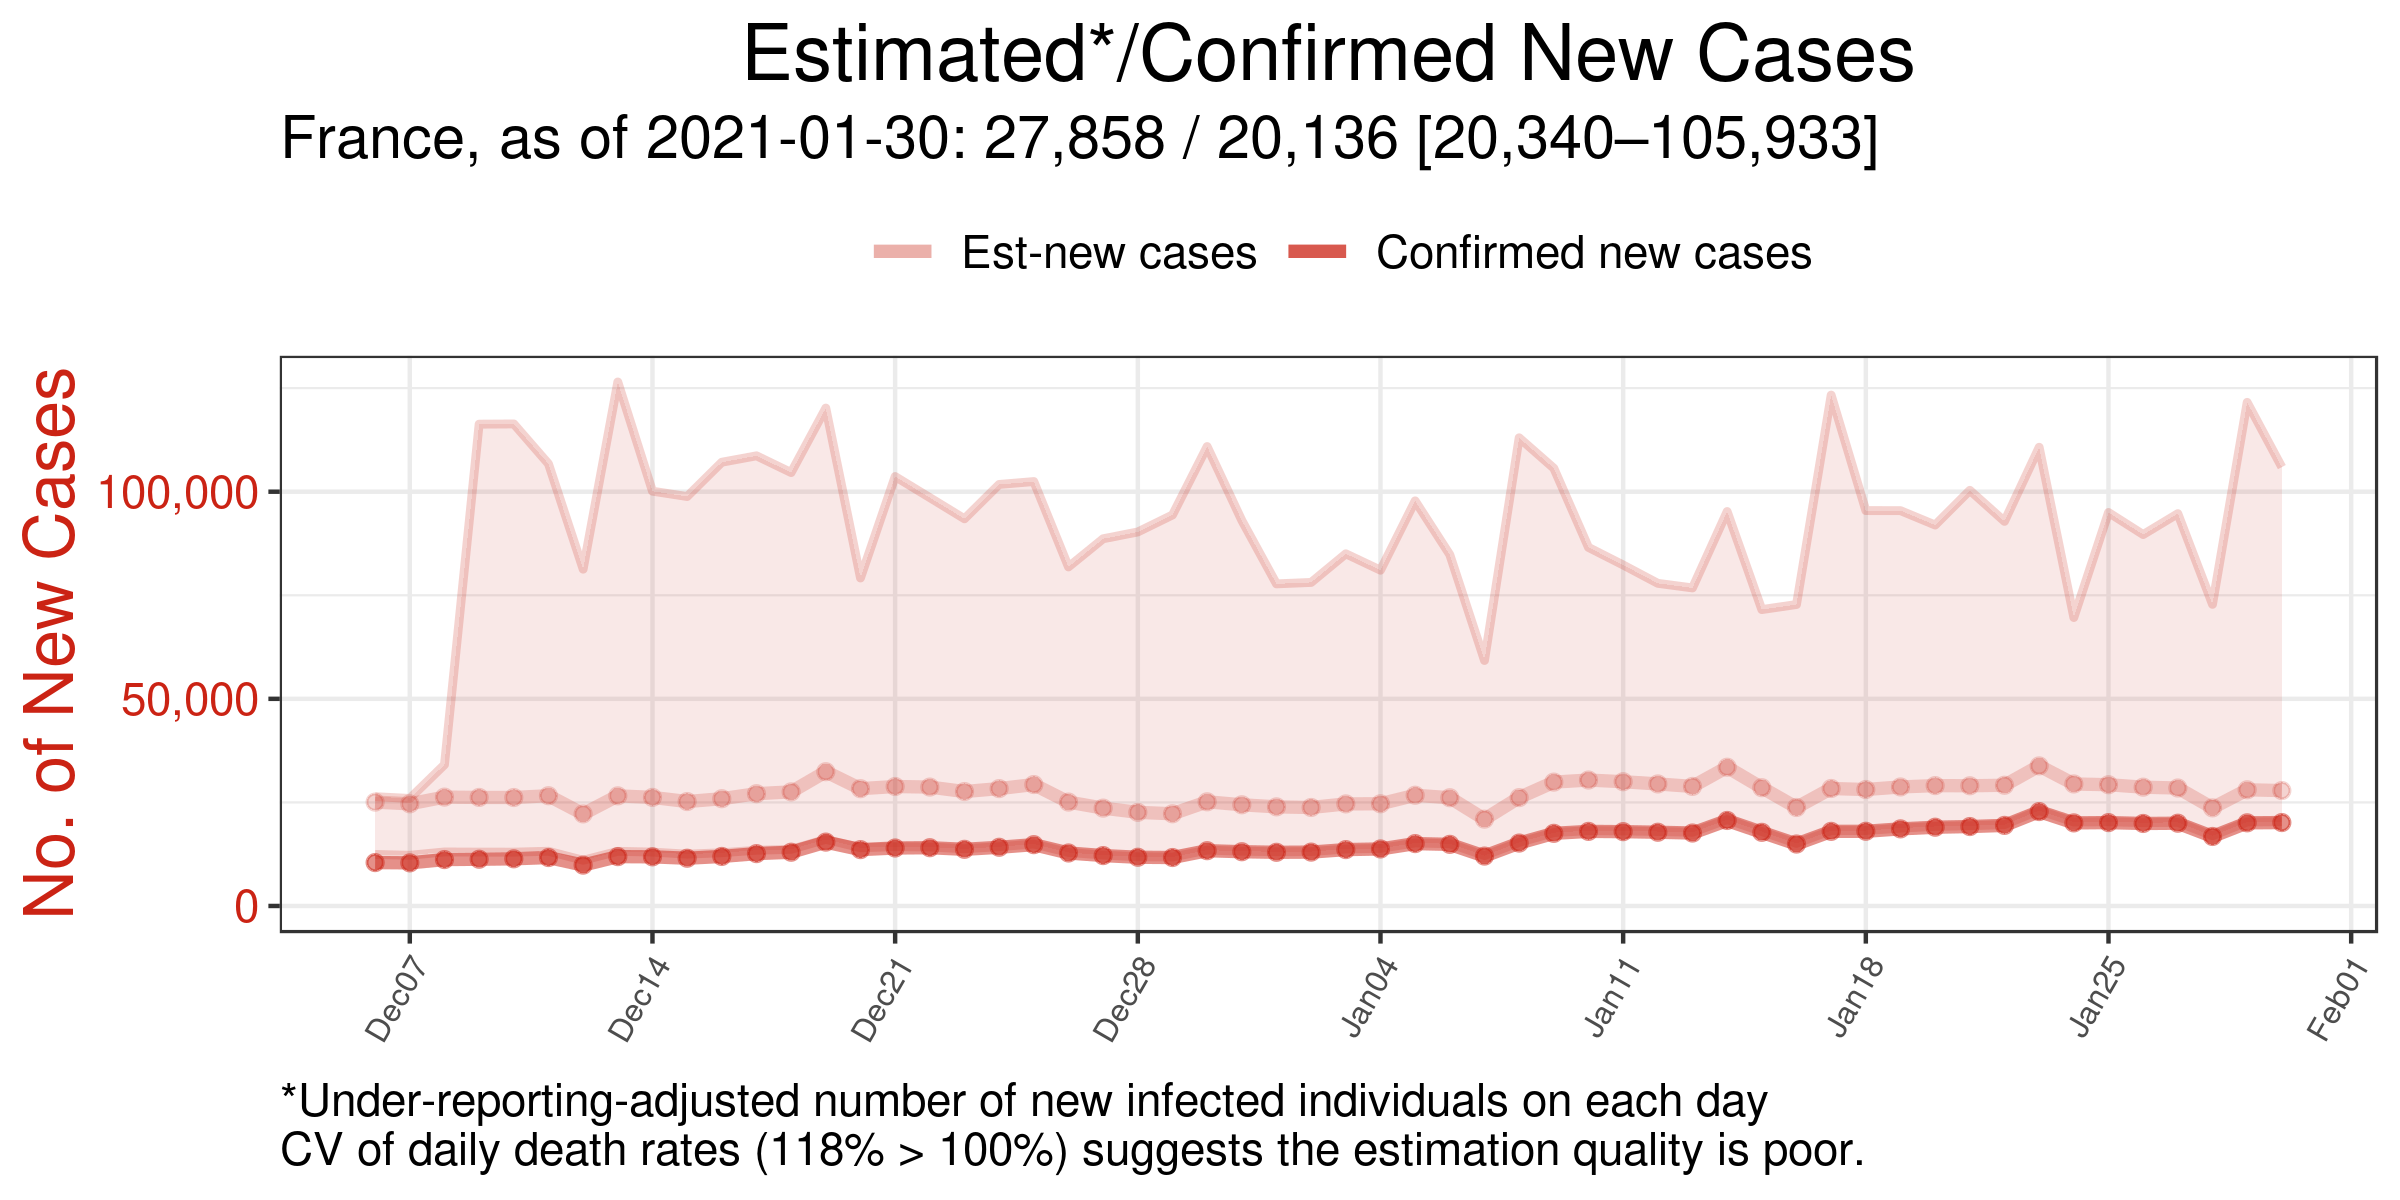 Estimated*/Confirmed New Cases
France, as of 2021-01-30: 27,858 / 20,136 [20,340–105,933]
Est-new cases
Confirmed new cases
No. of New Cases
100,000
50,000
0
Dec07
Dec14
Dec21
Dec28
Jan04
Jan11
Jan18
Jan25
Feb01
*Under-reporting-adjusted number of new infected individuals on each day
CV of daily death rates (118% > 100%) suggests the estimation quality is poor.